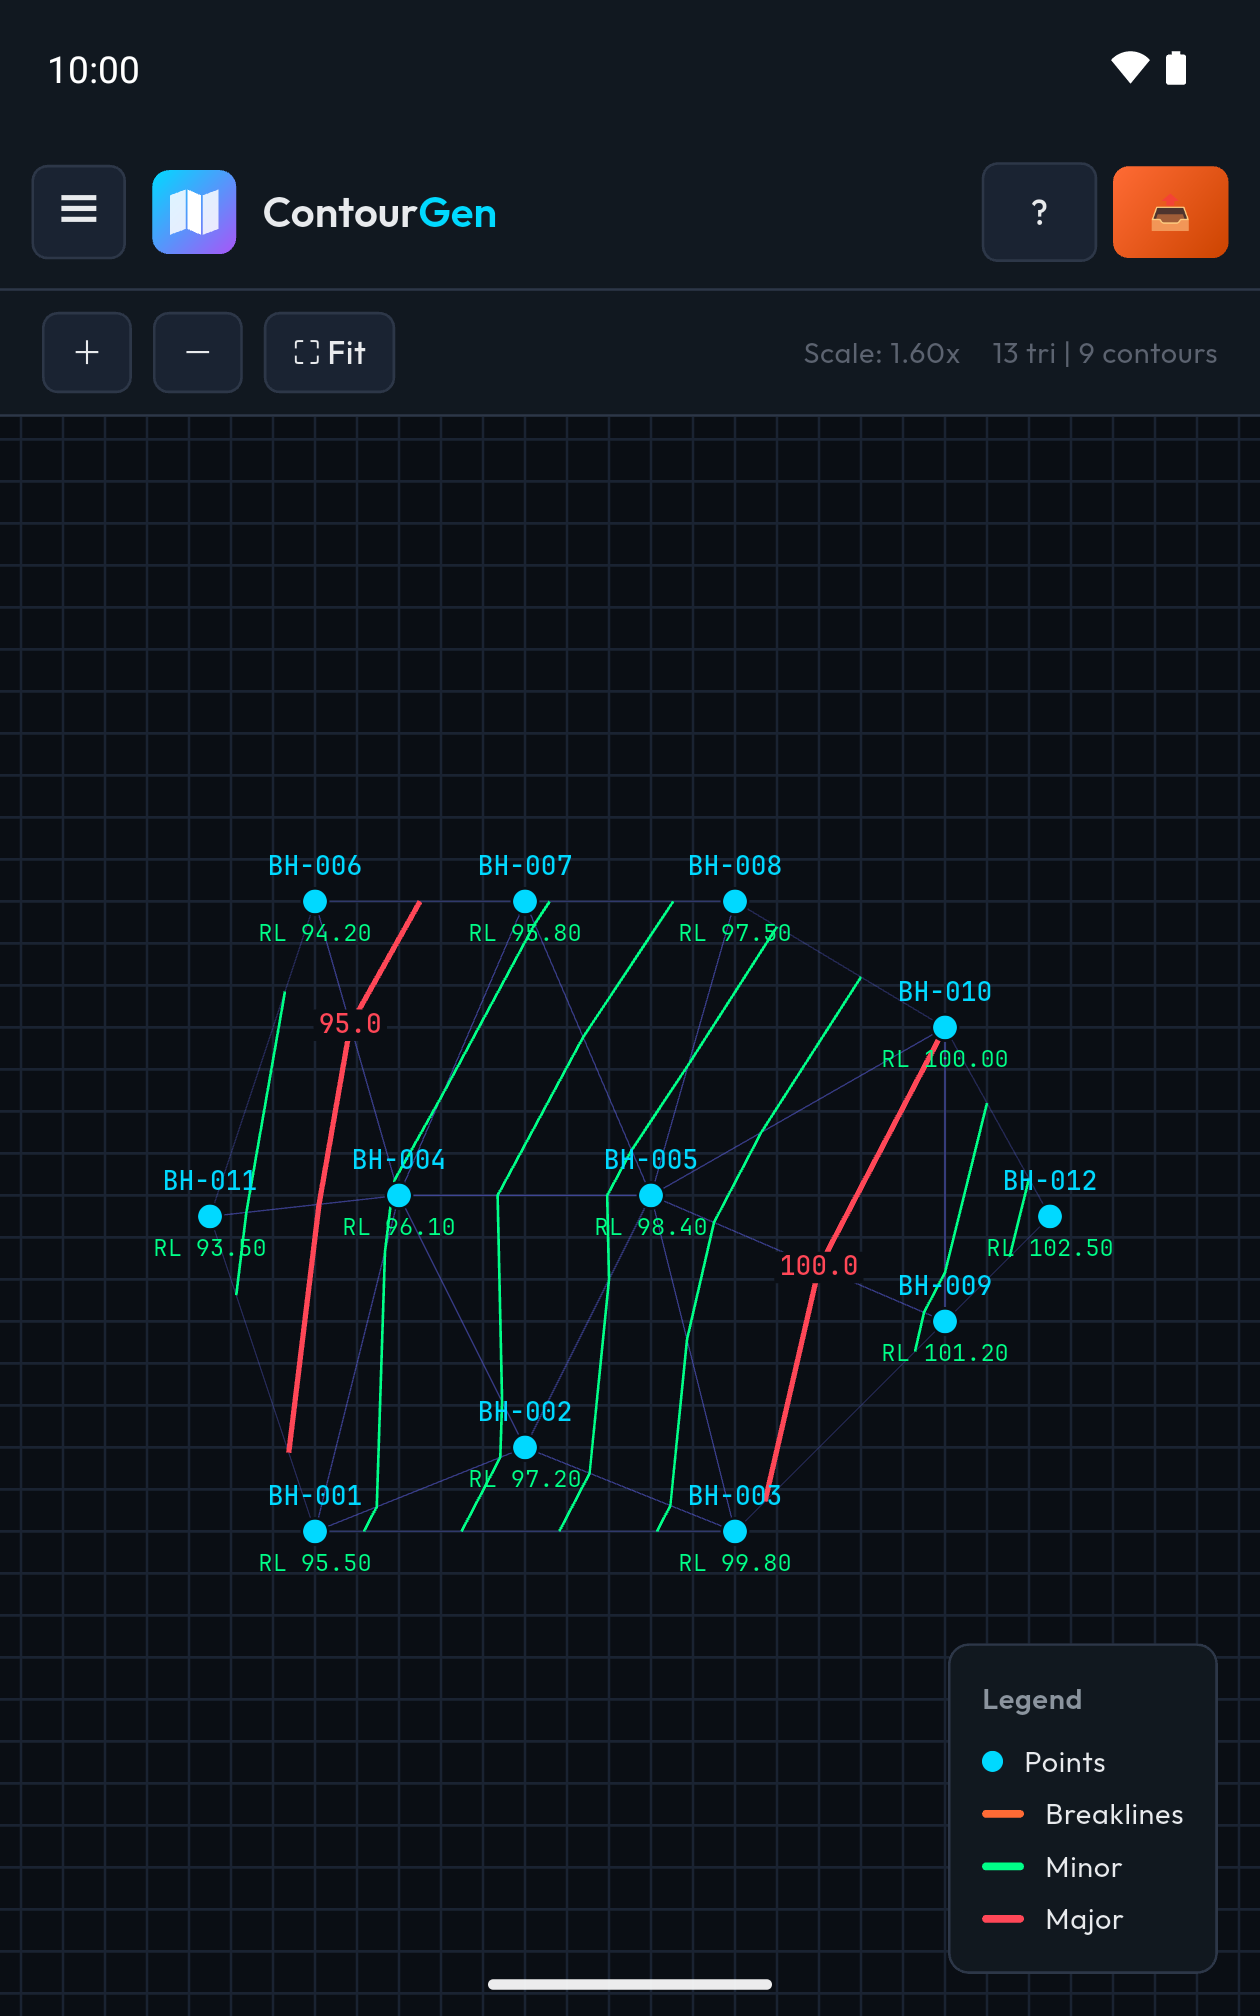 10:00
ContourGen
?
+ − Fit
Scale: 1.60x 13 tri | 9 contours
BH-006 BH-007 BH-008
RL 94.20 RL 95.80 RL 97.50
BH-010
95.0
RL 100.00
BH-004 BH-005
BH-011 BH-012
RL 96.10 RL 98.40
RL 93.50 RL 102.50
100.0
BH-009
RL 101.20
BH-002
RL 97.20
BH-001 BH-003
RL 95.50 RL 99.80
Legend
Points
Breaklines
Minor
Major